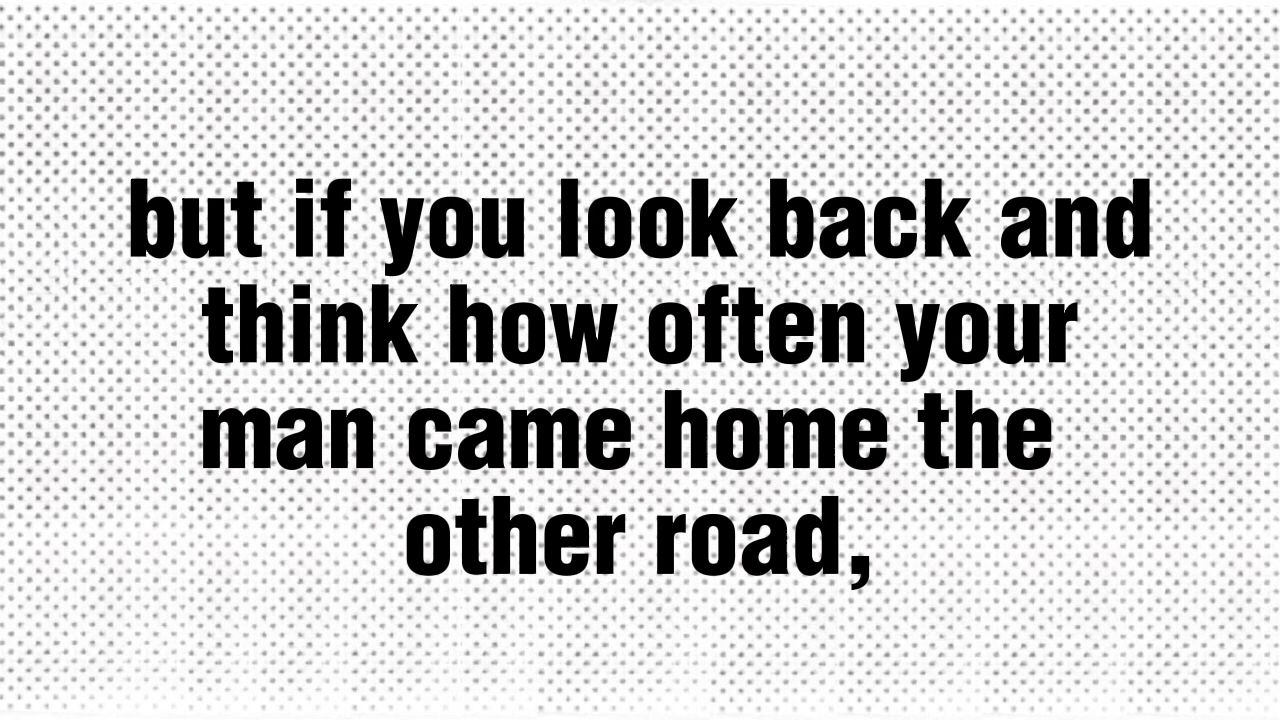 but if you look back and
think how often your
man came home the
other road,